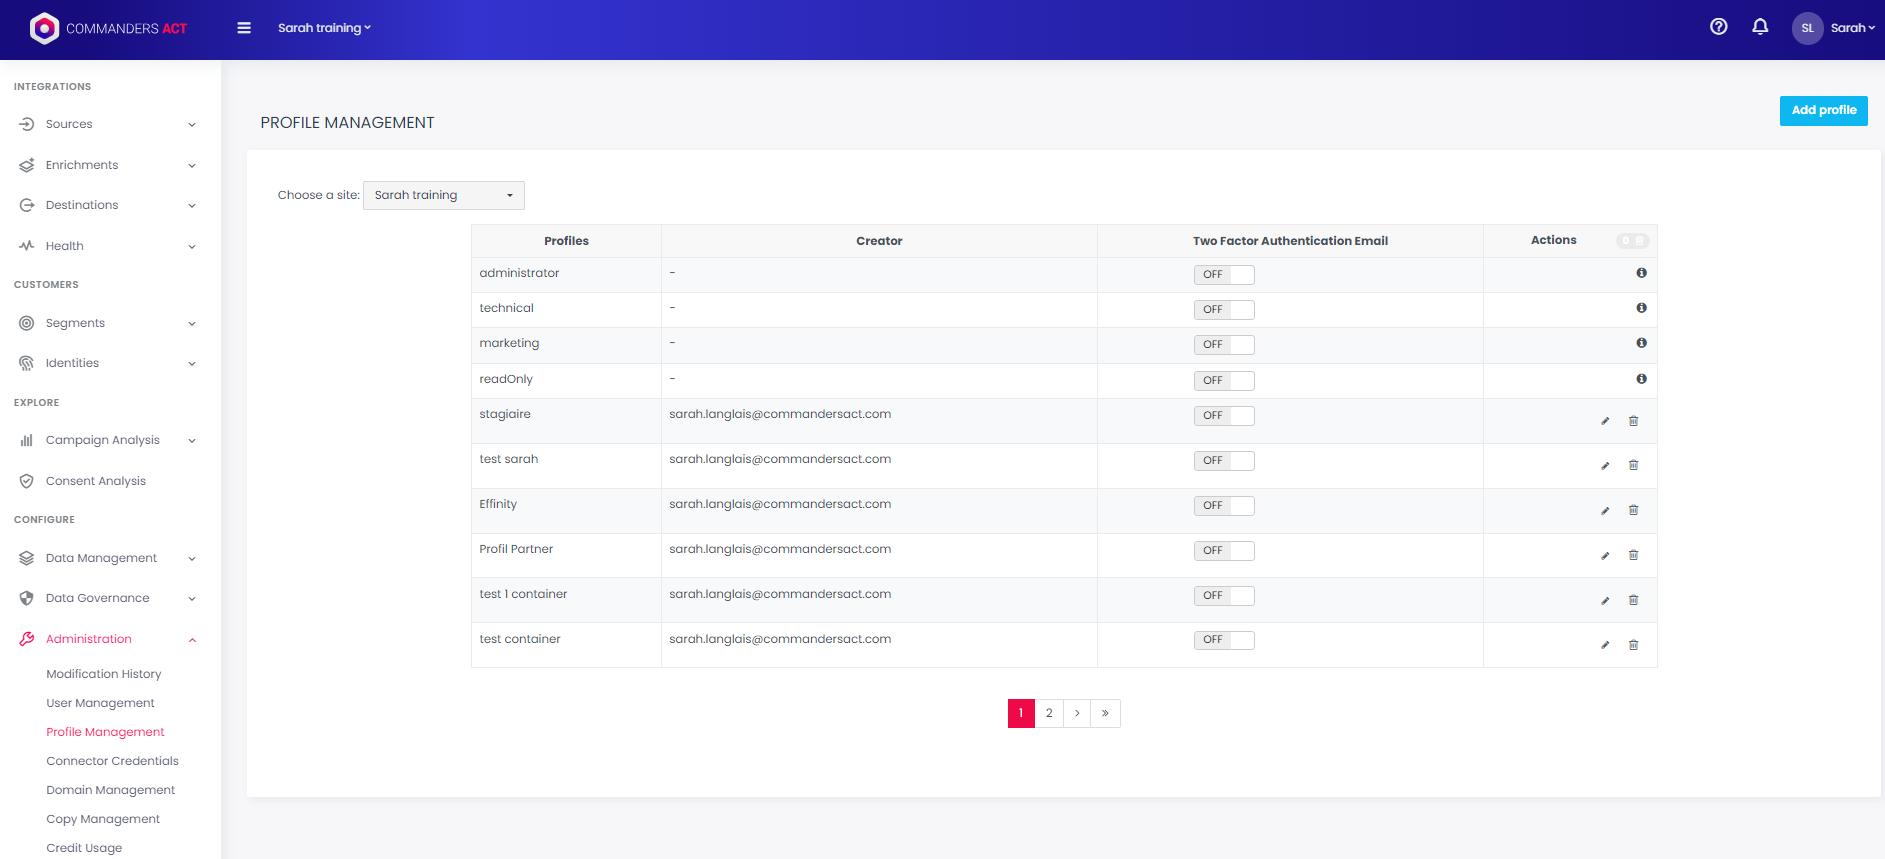 COMMANDERS ACT
Sarah training
SL
Sarah
INTEGRATIONS
Sources
Enrichments
Destinations
Health
CUSTOMERS
Segments
Identities
EXPLORE
Campaign Analysis
Consent Analysis
CONFIGURE
Data Management
Data Governance
Administration
Modification History
User Management
Profile Management
Connector Credentials
Domain Management
Copy Management
Credit Usage
PROFILE MANAGEMENT
Add profile
Choose a site: Sarah training
Profiles Creator Two Factor Authentication Email Actions 0
administrator - OFF
technical - OFF
marketing - OFF
readOnly - OFF
stagiaire sarah.langlais@commandersact.com OFF
test sarah sarah.langlais@commandersact.com OFF
Effinity sarah.langlais@commandersact.com OFF
Profil Partner sarah.langlais@commandersact.com OFF
test 1 container sarah.langlais@commandersact.com OFF
test container sarah.langlais@commandersact.com OFF
1 2 > »